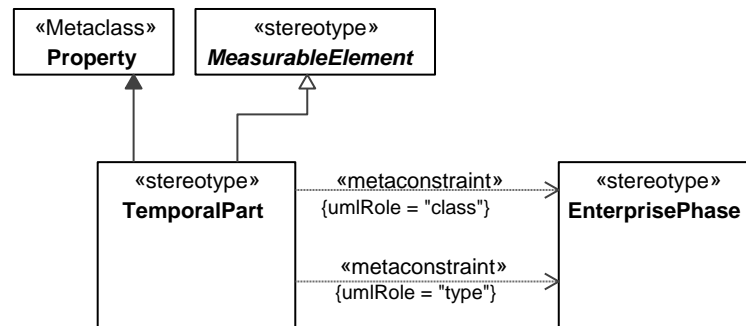 «Metaclass»
Property
«stereotype»
MeasurableElement
«stereotype»
TemporalPart
«metaconstraint»
{umlRole = "class"}
«metaconstraint»
{umlRole = "type"}
«stereotype»
EnterprisePhase